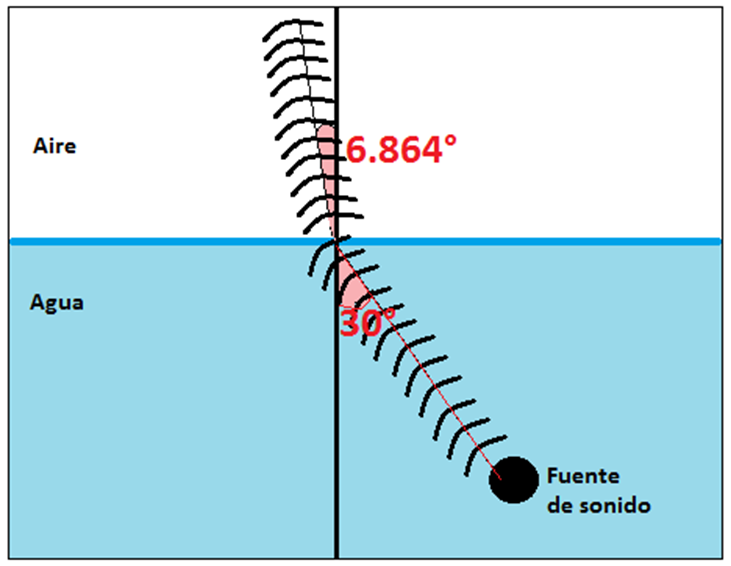 Aire
6.864°
Agua
30°
Fuente
de sonido